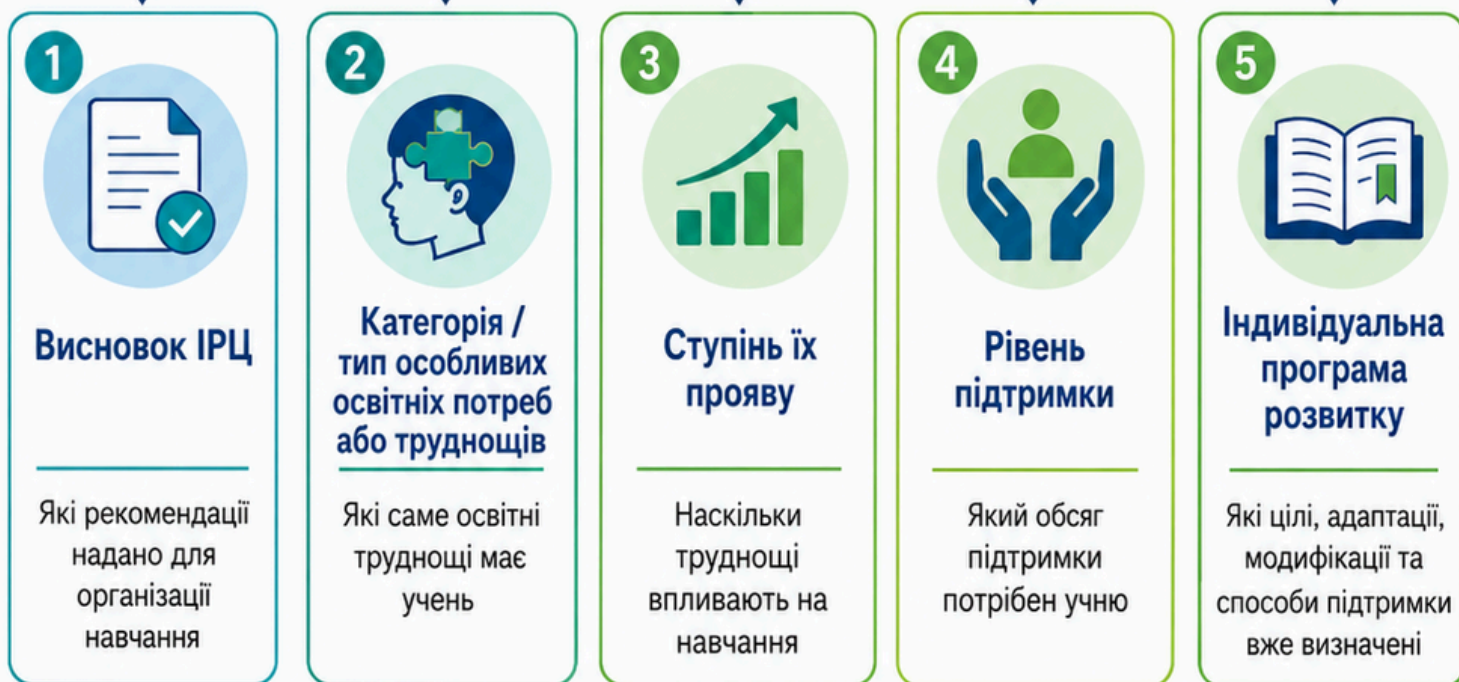 1
Висновок ІРЦ
Які рекомендації
надано для
організації
навчання
2
Категорія /
тип особливих
освітніх потреб
або труднощів
Які саме освітні
труднощі має
учень
3
Ступінь їх
прояву
Наскільки
труднощі
впливають на
навчання
4
Рівень
підтримки
Який обсяг
підтримки
потрібен учню
5
Індивідуальна
програма
розвитку
Які цілі, адаптації,
модифікації та
способи підтримки
вже визначені